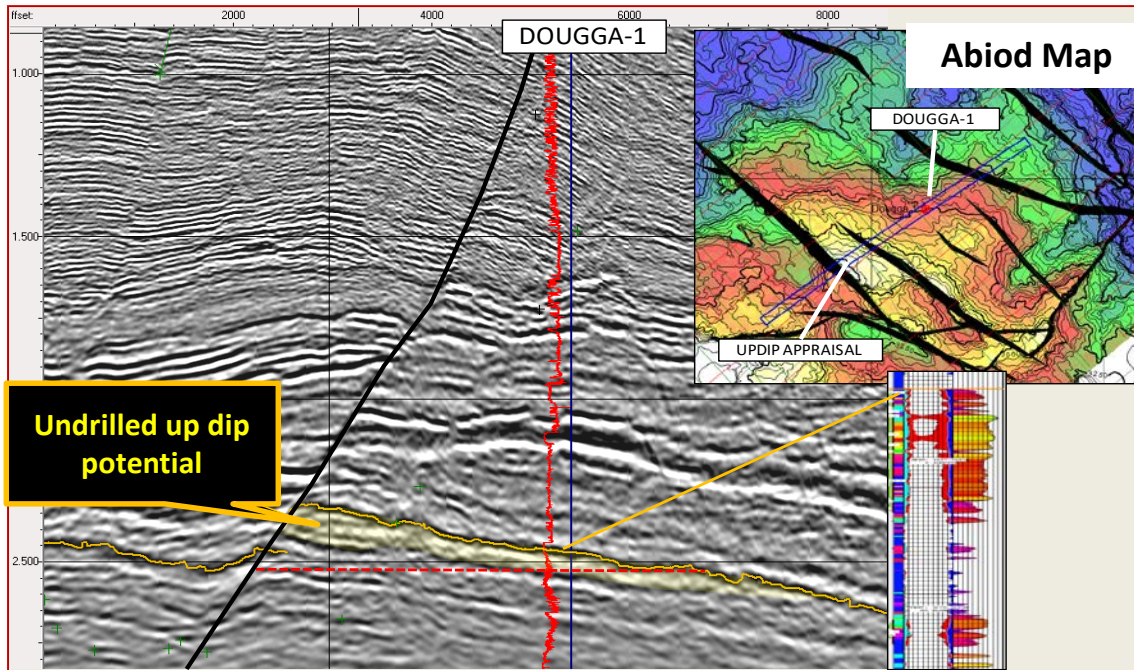 ffset:
2000
4000
6000
8000
DOUGGA-1
Abiod Map
DOUGGA-1
UPDIP APPRAISAL
1.000
1.500
Undrilled up dip
potential
2.500